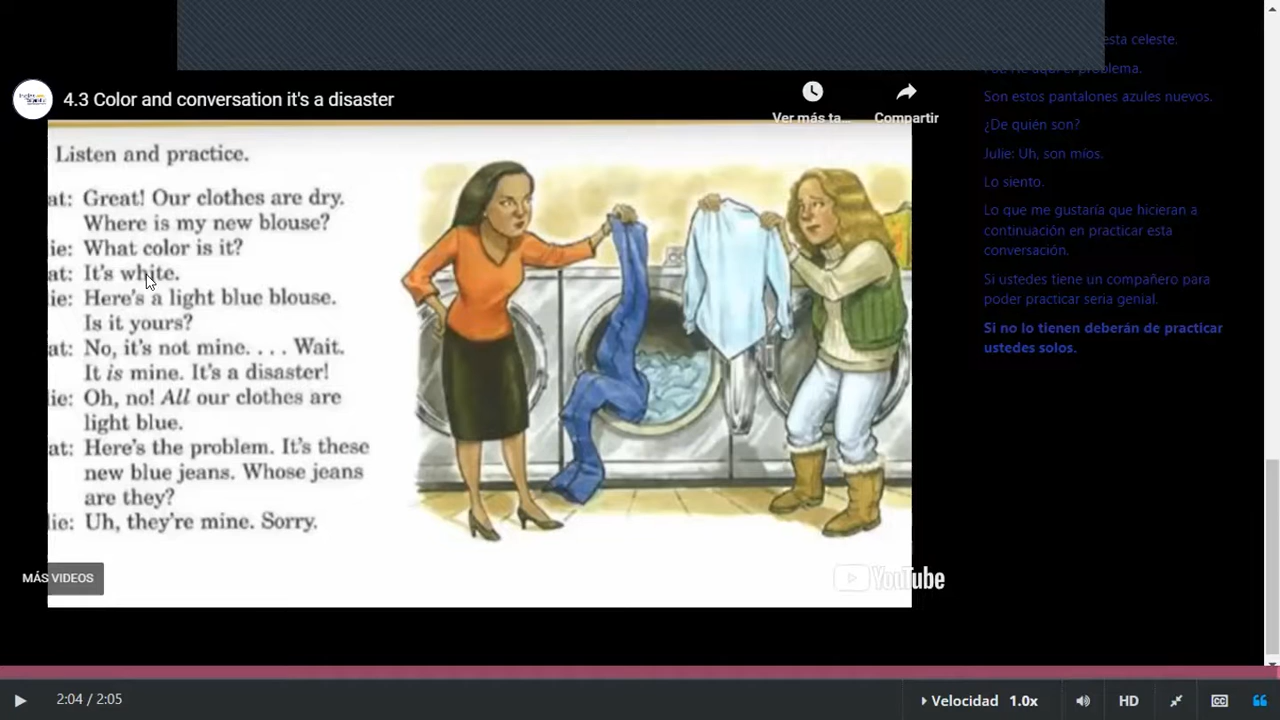 4.3 Color and conversation it's a disaster
Ver más ta...
Compartir
Listen and practice.
at: Great! Our clothes are dry.
Where is my new blouse?
ie: What color is it?
at: It's white.
ie: Here's a light blue blouse.
Is it yours?
at: No, it's not mine. . . . Wait.
It is mine. It's a disaster!
ie: Oh, no! All our clothes are
light blue.
at: Here's the problem. It's these
new blue jeans. Whose jeans
are they?
lie: Uh, they're mine. Sorry.
MÁS VIDEOS
YouTube
esta celeste.
problema.
Son estos pantalones azules nuevos.
¿De quién son?
Julie: Uh, son míos.
Lo siento.
Lo que me gustaría que hicieran a
continuación en practicar esta
conversación.
Si ustedes tiene un compañero para
poder practicar seria genial.
Si no lo tienen deberán de practicar
ustedes solos.
2:04 / 2:05
Velocidad 1.0x
HD
CC